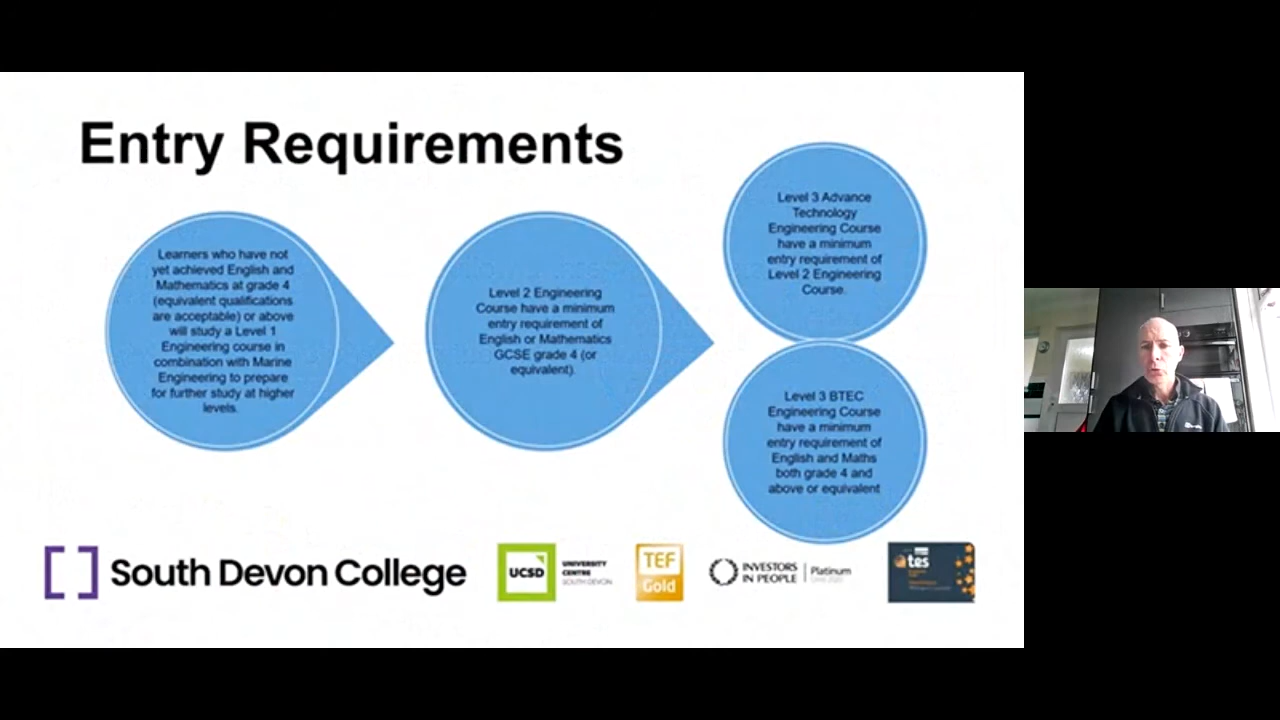 Entry Requirements
Learners who have not
yet achieved English and
Mathematics at grade 4
(equivalent qualifications
are acceptable) or above
will study a Level 1
Engineering course in
combination with Marine
Engineering to prepare
for further study at higher
levels.
Level 2 Engineering
Course have a minimum
entry requirement of
English or Mathematics
GCSE grade 4 (or
equivalent).
Level 3 Advance
Technology
Engineering Course
have a minimum
entry requirement of
Level 2 Engineering
Course.
Level 3 BTEC
Engineering Course
have a minimum
entry requirement of
English and Maths
both grade 4 and
above or equivalent
South Devon College
UCSD
UNIVERSITY
CENTRE
SOUTH DEVON
TEF
Gold
INVESTORS
IN PEOPLE
Platinum
tes